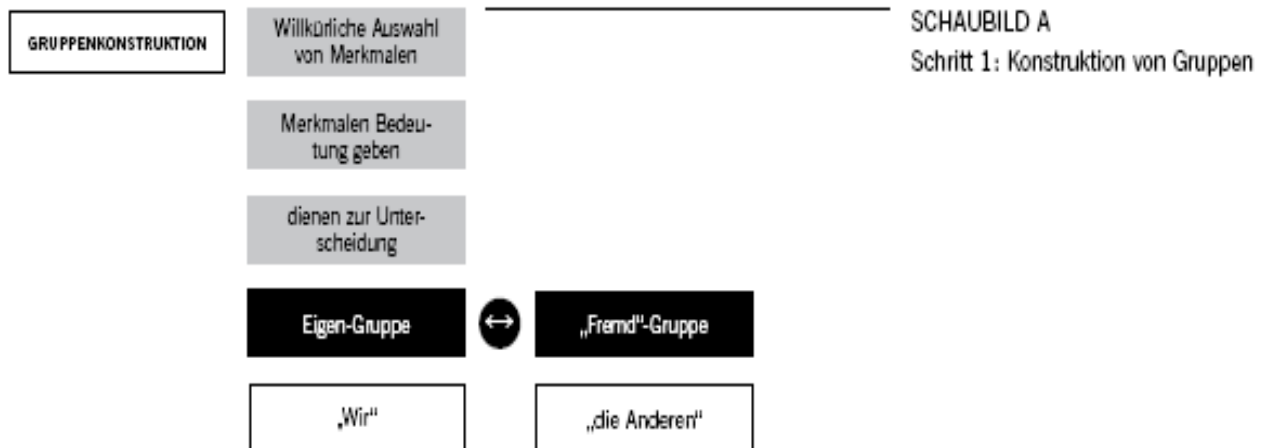 GRUPPENKONSTRUKTION
Willkürliche Auswahl
von Merkmalen
SCHAUBILD A
Schritt 1: Konstruktion von Gruppen
Merkmalen Bedeu-
tung geben
dienen zur Unter-
scheidung
Eigen-Gruppe
↔
„Fremd"-Gruppe
„Wir"
„die Anderen"